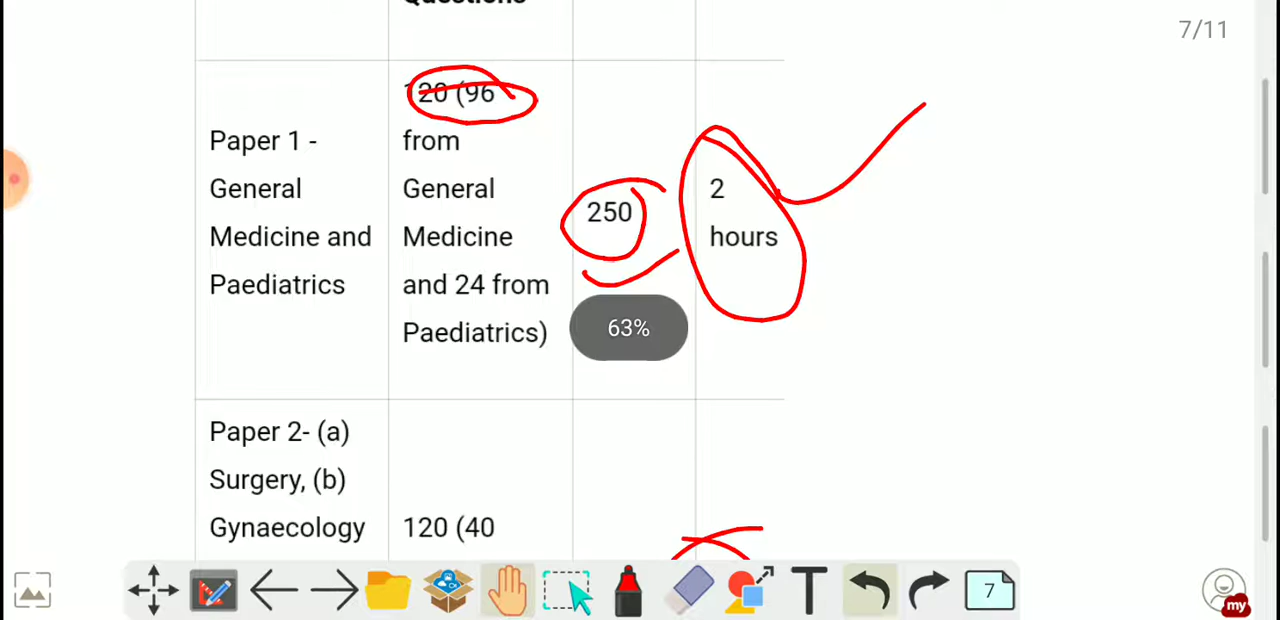 Questions
7/11
120 (96
from
General
Medicine
and 24 from
Paediatrics)
Paper 1 -
General
Medicine and
Paediatrics
250
2
hours
63%
Paper 2- (a)
Surgery, (b)
Gynaecology
120 (40
T
7
my